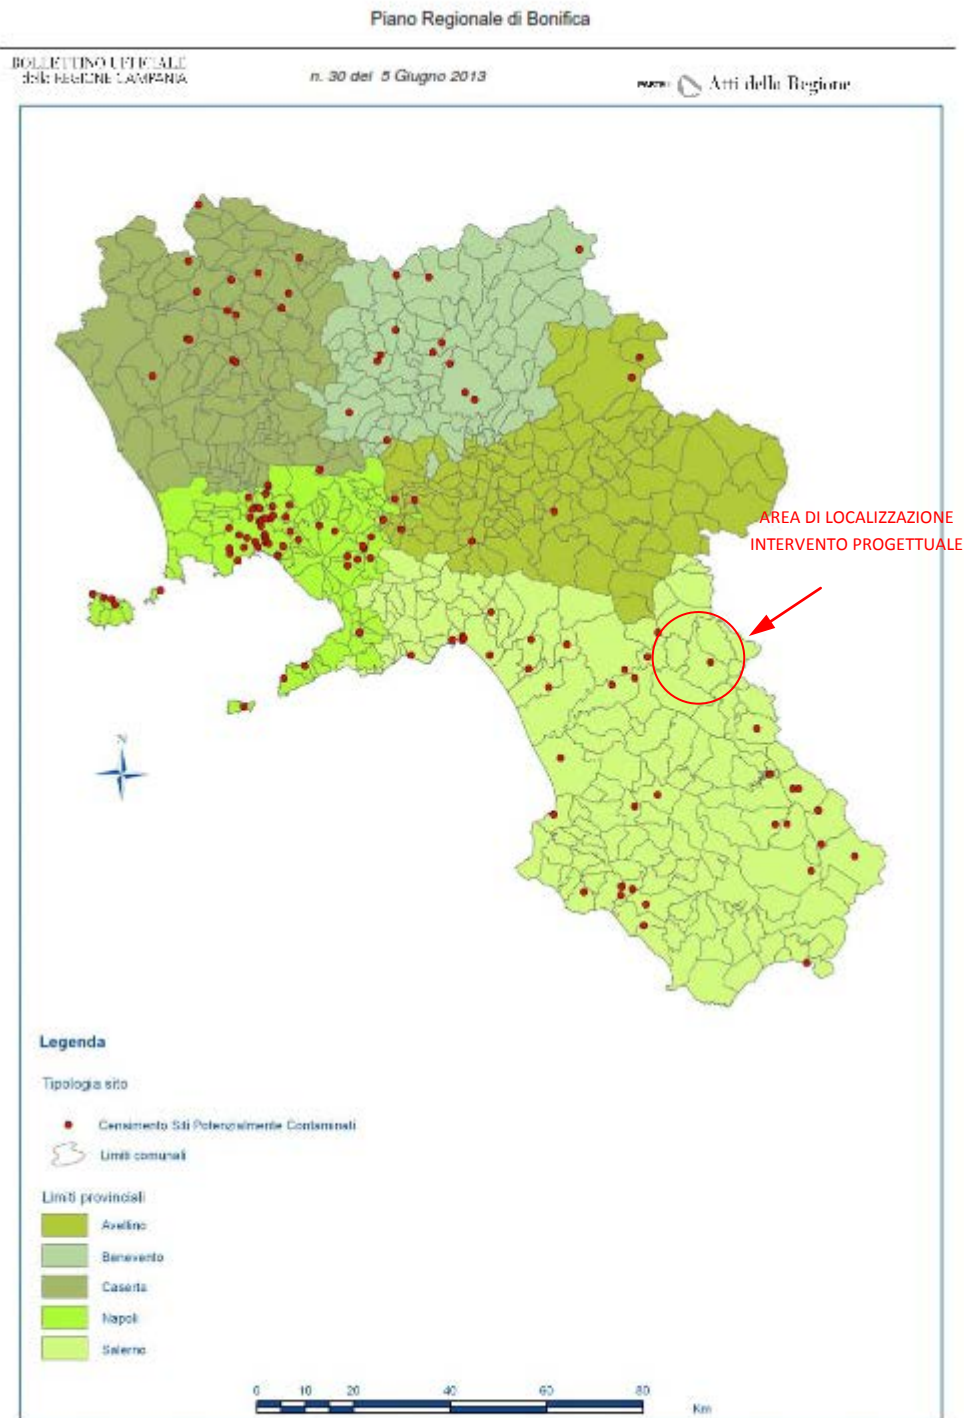 Piano Regionale di Bonifica
BOLLETTINO UFFICIALE
della REGIONE CAMPANIA
n. 30 del 5 Giugno 2013
PARTE I Atti della Regione
AREA DI LOCALIZZAZIONE
INTERVENTO PROGETTUALE
N
Legenda
Tipologia sito
Censimento Siti Potenzialmente Contaminati
Limiti comunali
Limiti provinciali
Avellino
Benevento
Caserta
Napoli
Salerno
0 10 20 40 60 80
Km